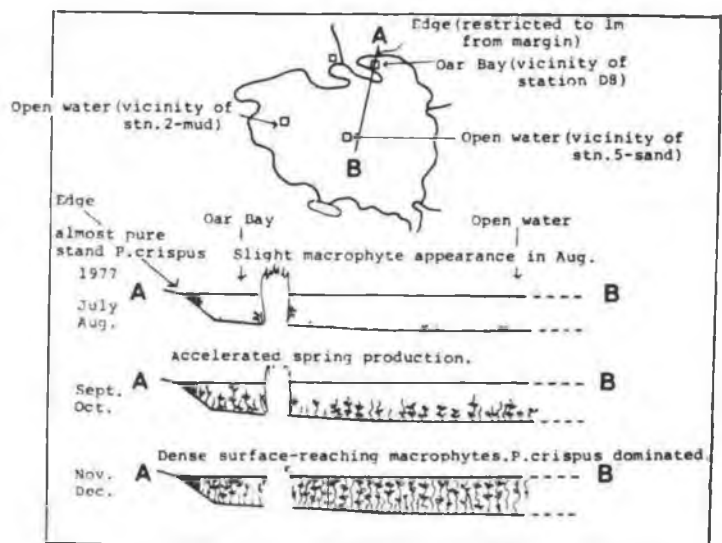 A
Edge(restricted to 1m
from margin)
Oar Bay(vicinity of
station D8)
Open water(vicinity of
stn.2-mud)
Open water(vicinity of
stn.5-sand)
B
Edge
Oar Bay
Open water
almost pure
stand P.crispus
Slight macrophyte appearance in Aug.
1977
A
B
July
Aug.
Accelerated spring production.
A
B
Sept.
Oct.
Dense surface-reaching macrophytes.P.crispus dominated.
Nov.
Dec.
A
B